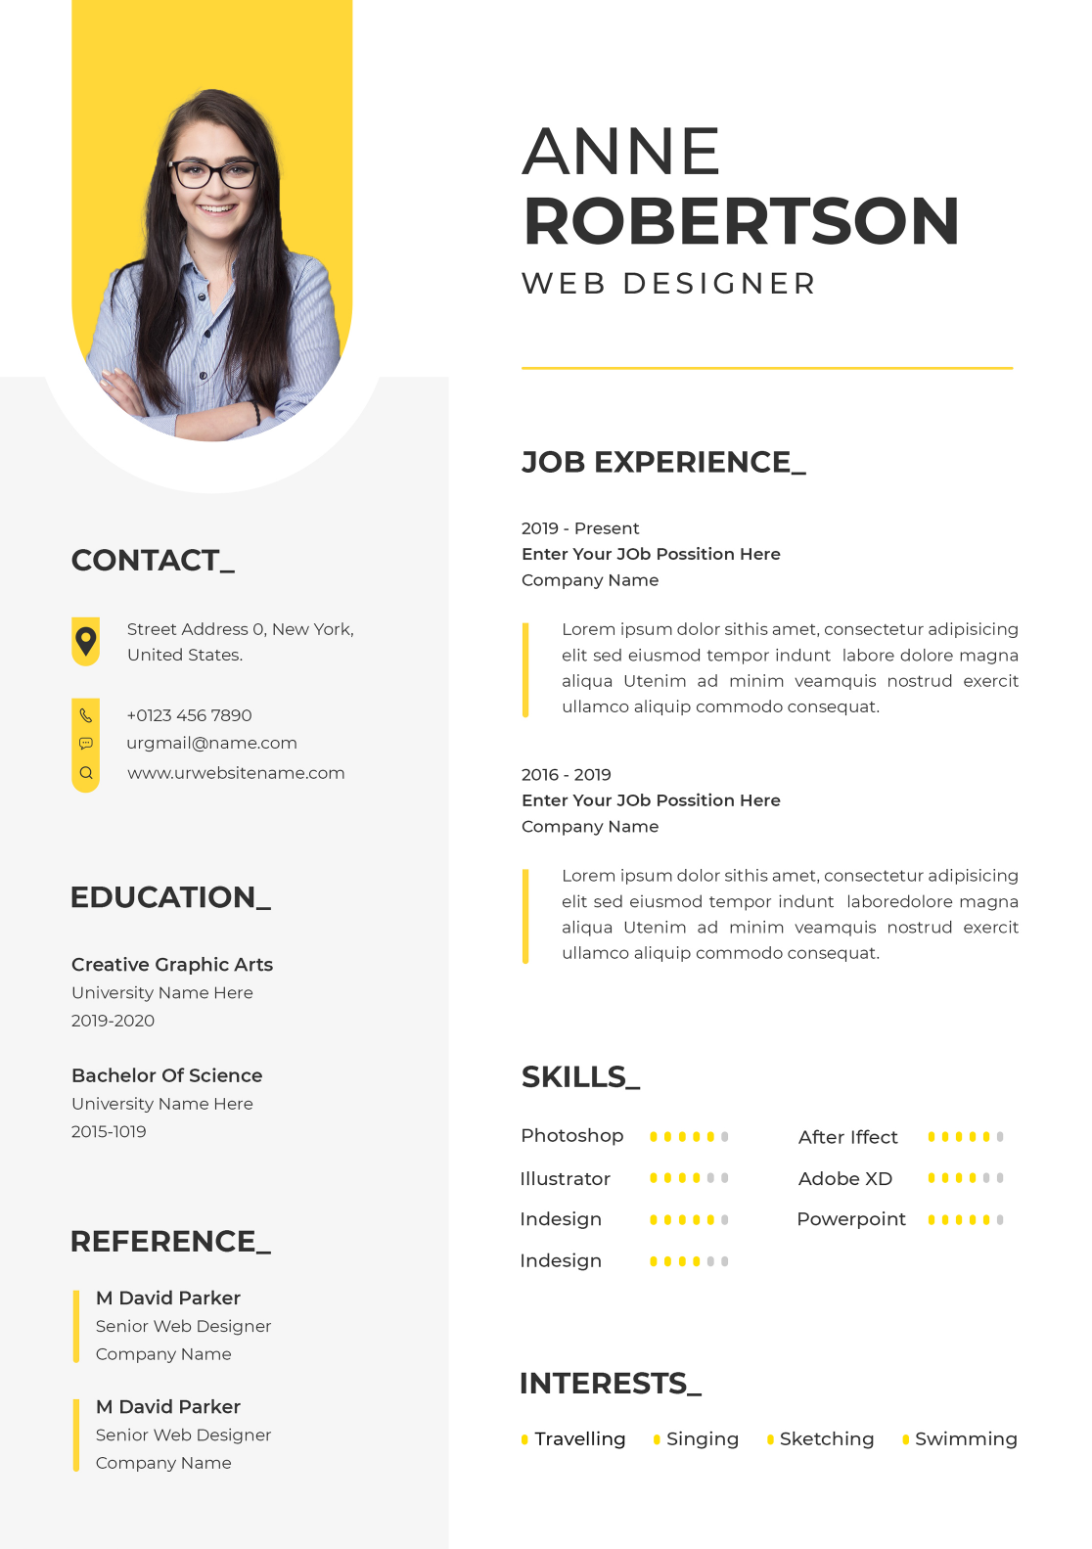 ANNE
ROBERTSON
WEB DESIGNER
CONTACT_
Street Address 0, New York,
United States.
+0123 456 7890
urgmail@name.com
www.urwebsitename.com
EDUCATION_
Creative Graphic Arts
University Name Here
2019-2020
Bachelor Of Science
University Name Here
2015-1019
REFERENCE_
M David Parker
Senior Web Designer
Company Name
M David Parker
Senior Web Designer
Company Name
JOB EXPERIENCE_
2019 - Present
Enter Your JOb Possition Here
Company Name
Lorem ipsum dolor sithis amet, consectetur adipisicing
elit sed eiusmod tempor indunt labore dolore magna
aliqua Utenim ad minim veamquis nostrud exercit
ullamco aliquip commodo consequat.
2016 - 2019
Enter Your JOb Possition Here
Company Name
Lorem ipsum dolor sithis amet, consectetur adipisicing
elit sed eiusmod tempor indunt laboredolore magna
aliqua Utenim ad minim veamquis nostrud exercit
ullamco aliquip commodo consequat.
SKILLS_
Photoshop
Illustrator
Indesign
Indesign
After Iffect
Adobe XD
Powerpoint
INTERESTS_
Travelling Singing Sketching Swimming